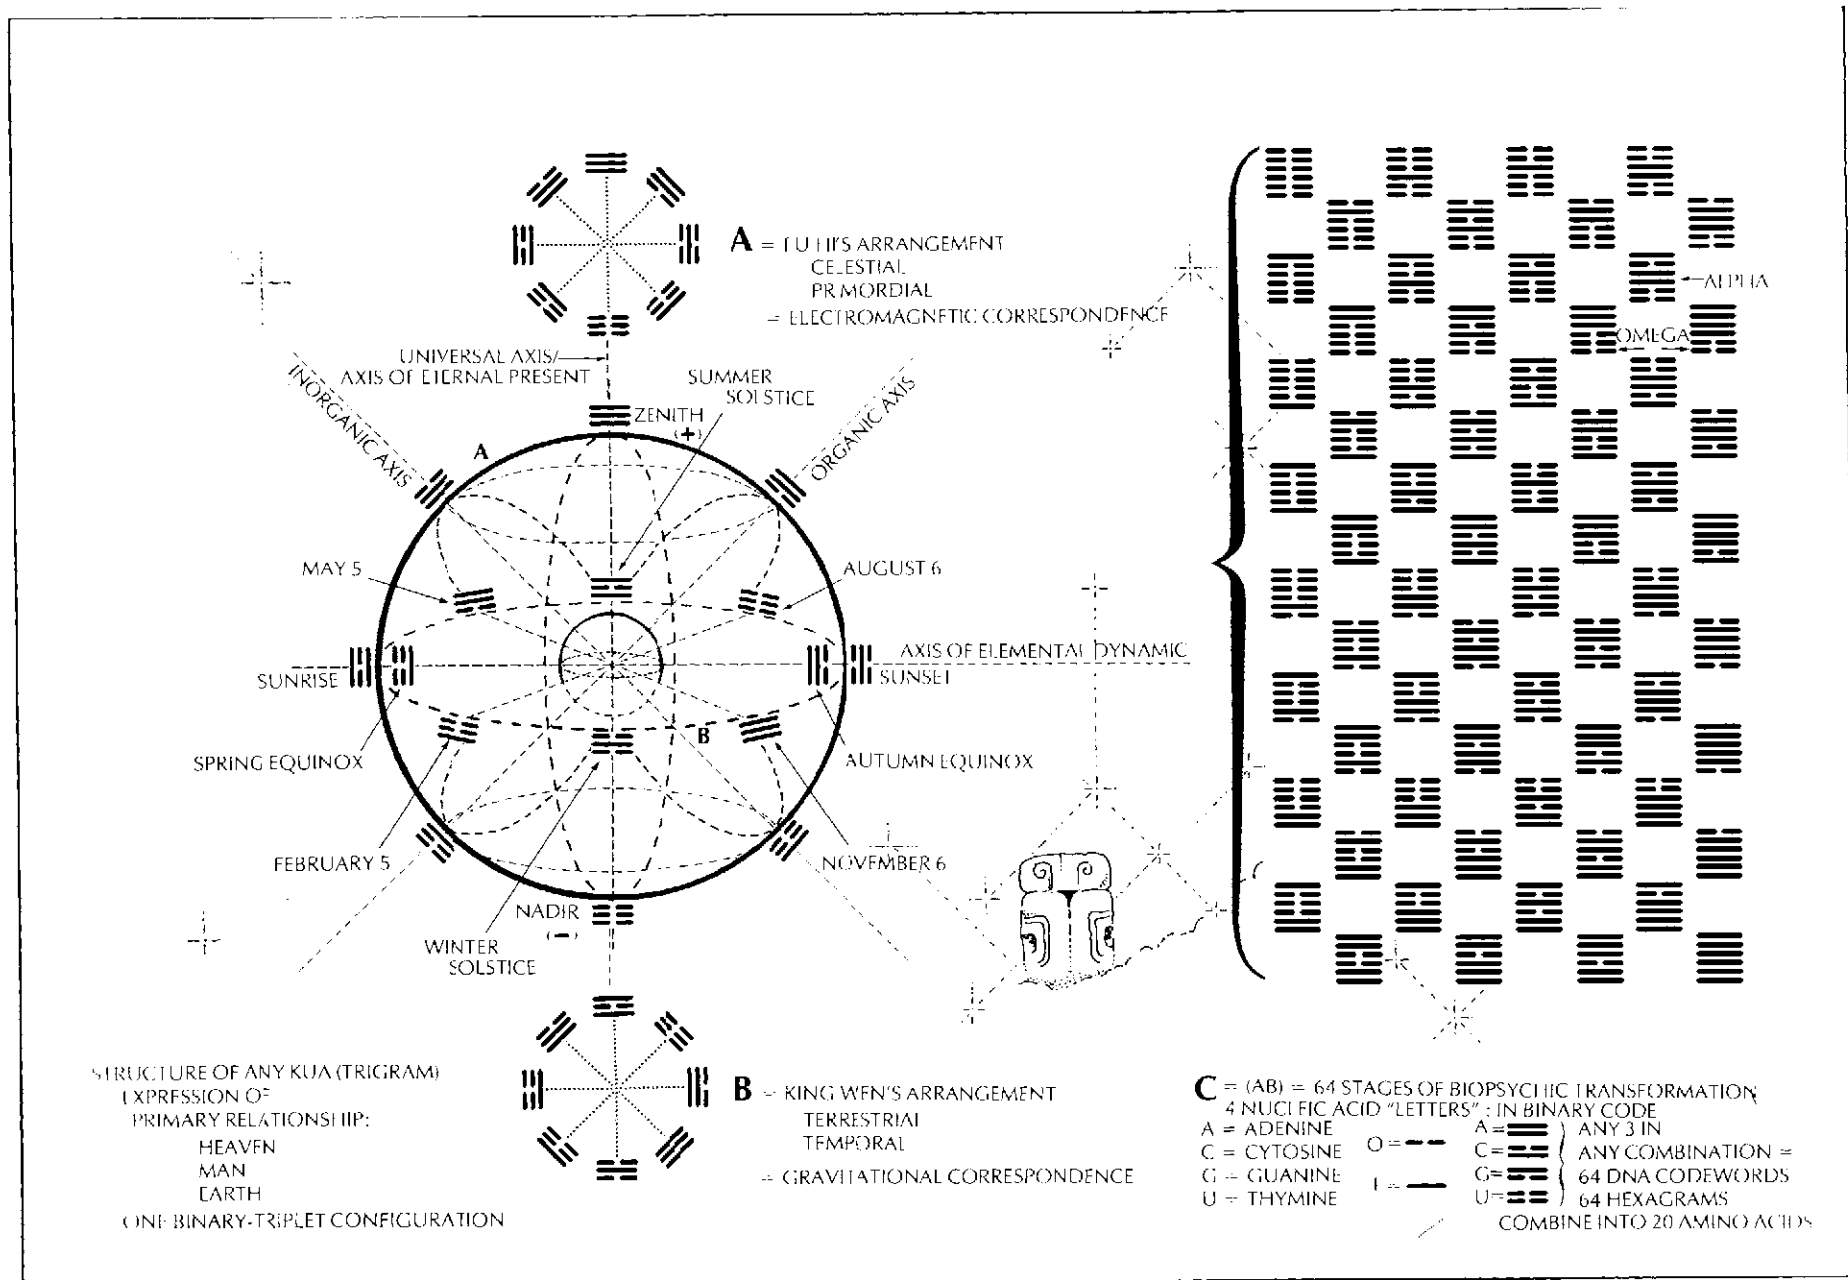 A = FU HI'S ARRANGEMENT
CELESTIAL
PRIMORDIAL
= ELECTROMAGNETIC CORRESPONDENCE
UNIVERSAL AXIS/
AXIS OF ETERNAL PRESENT
SUMMER
SOLSTICE
ZENITH
(+)
INORGANIC AXIS
ORGANIC AXIS
A
MAY 5
AUGUST 6
AXIS OF ELEMENTAL DYNAMIC
SUNRISE
SUNSET
B
SPRING EQUINOX
AUTUMN EQUINOX
FEBRUARY 5
NOVEMBER 6
NADIR
(−)
WINTER
SOLSTICE
ALPHA
OMEGA
STRUCTURE OF ANY KUA (TRIGRAM)
EXPRESSION OF
PRIMARY RELATIONSHIP:
HEAVEN
MAN
EARTH
ONE BINARY-TRIPLET CONFIGURATION
B = KING WEN'S ARRANGEMENT
TERRESTRIAL
TEMPORAL
= GRAVITATIONAL CORRESPONDENCE
C = (AB) = 64 STAGES OF BIOPSYCHIC TRANSFORMATION
4 NUCLEIC ACID "LETTERS" : IN BINARY CODE
A = ADENINE
C = CYTOSINE
G = GUANINE
U = THYMINE
O =
I =
A =
C =
G =
U =
ANY 3 IN
ANY COMBINATION =
64 DNA CODEWORDS
64 HEXAGRAMS
COMBINE INTO 20 AMINO ACIDS